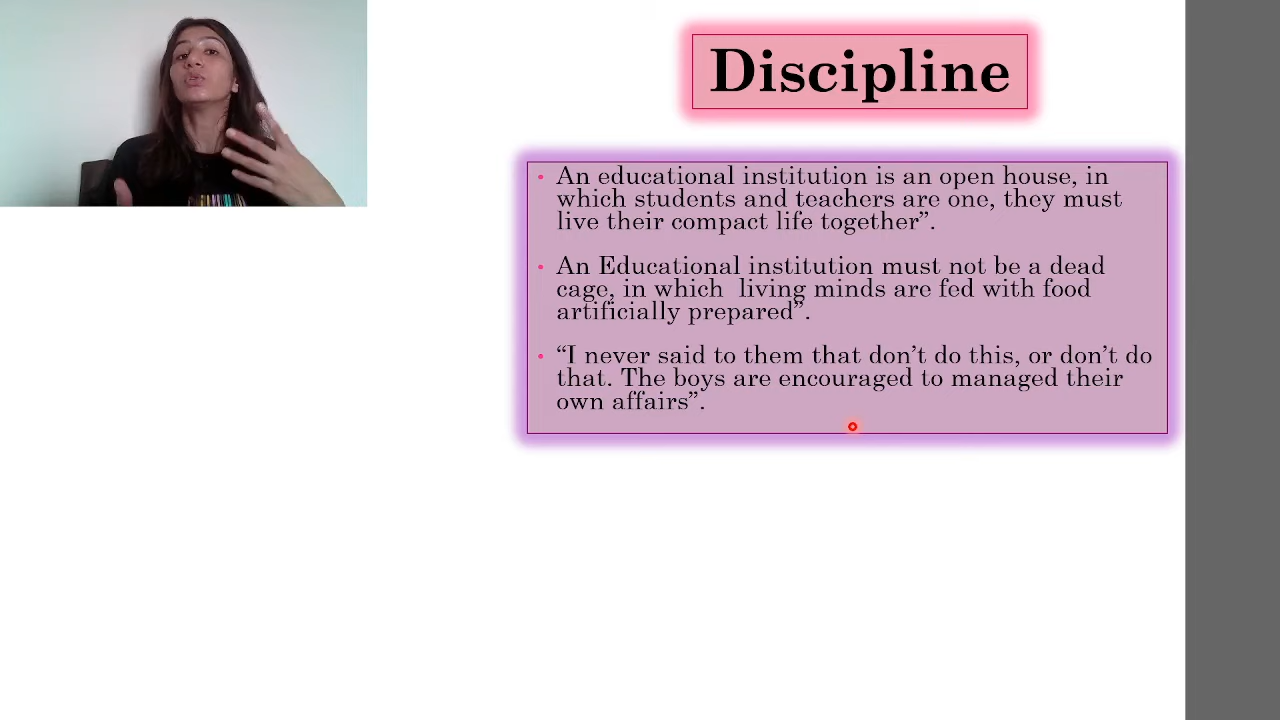 Discipline
• An educational institution is an open house, in
which students and teachers are one, they must
live their compact life together”.
• An Educational institution must not be a dead
cage, in which  living minds are fed with food
artificially prepared”.
• “I never said to them that don’t do this, or don’t do
that. The boys are encouraged to managed their
own affairs”.